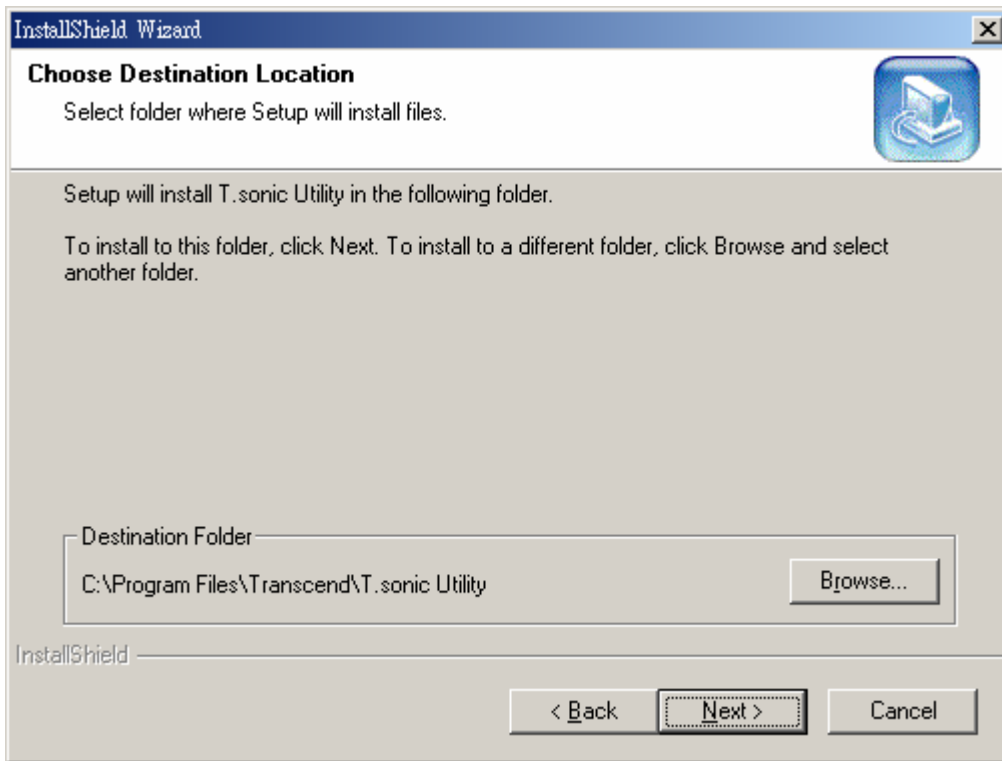 InstallShield Wizard
Choose Destination Location
Select folder where Setup will install files.
Setup will install T.sonic Utility in the following folder.
To install to this folder, click Next. To install to a different folder, click Browse and select
another folder.
Destination Folder
C:\Program Files\Transcend\T.sonic Utility
Browse...
InstallShield
< Back
Next >
Cancel